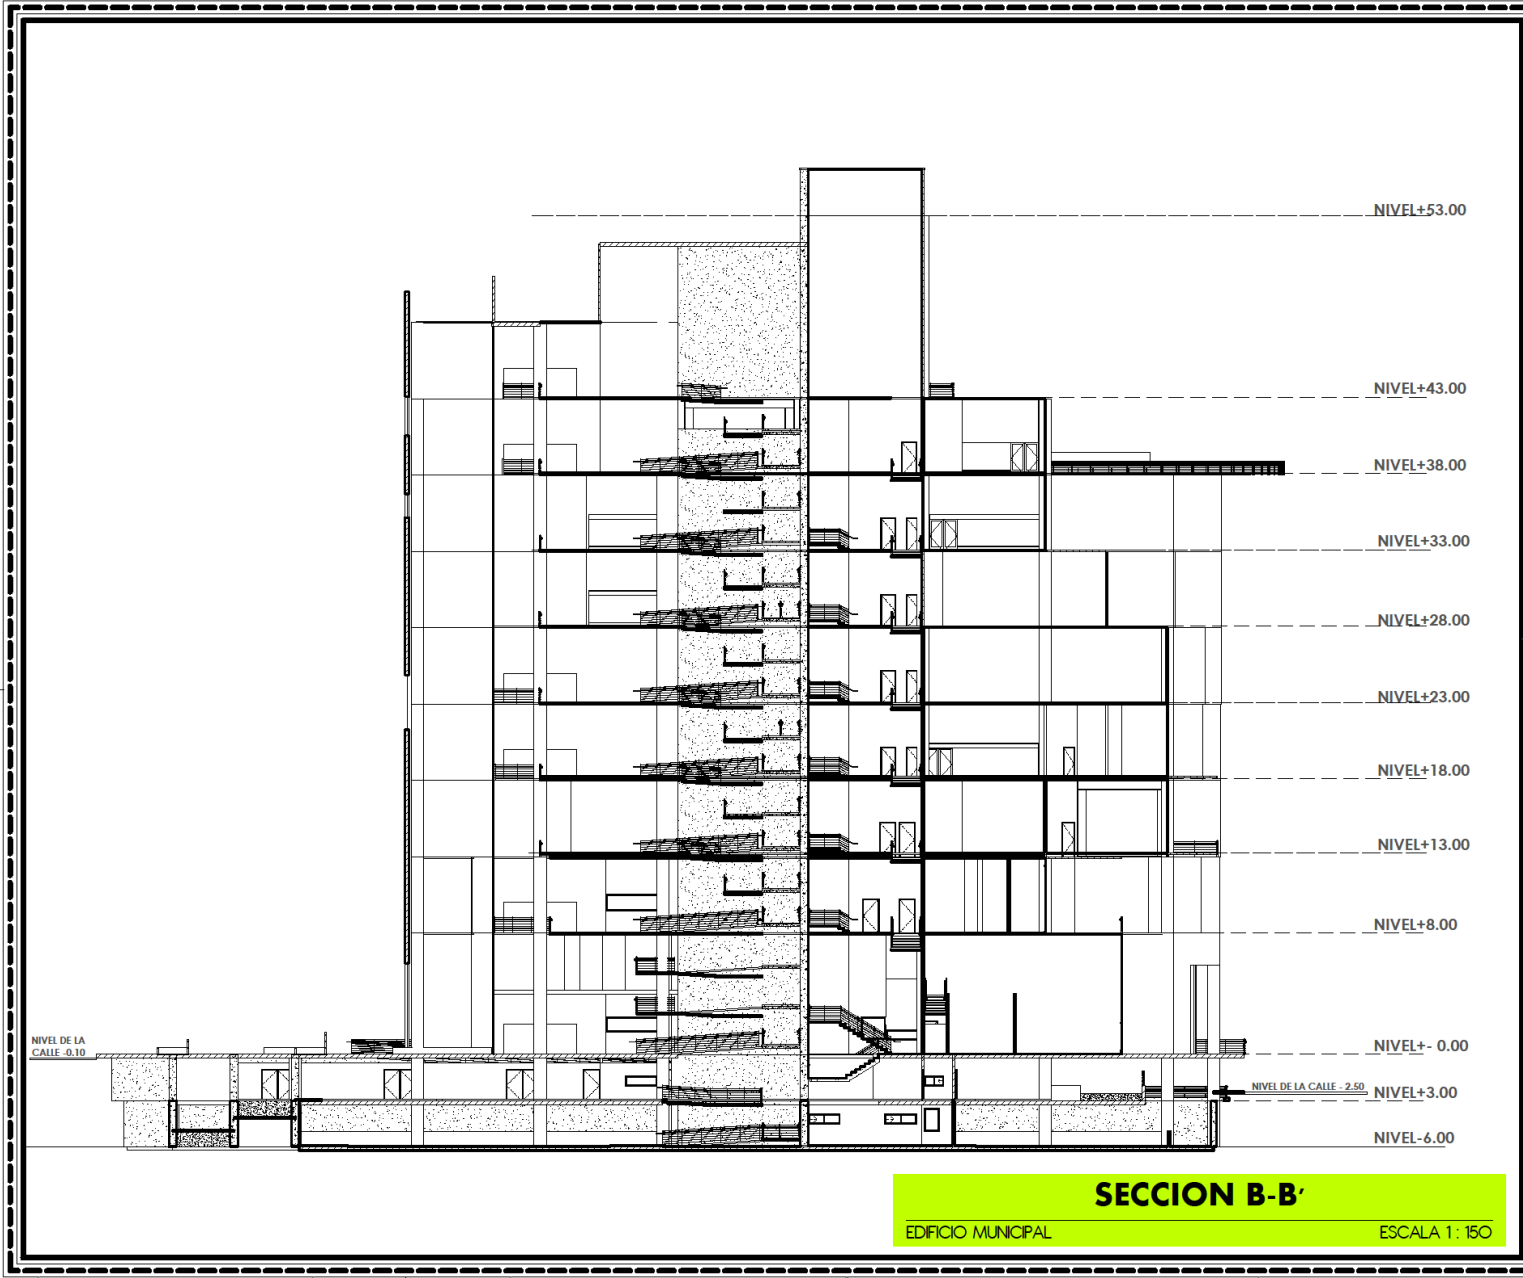 NIVEL+53.00
NIVEL+43.00
NIVEL+38.00
NIVEL+33.00
NIVEL+28.00
NIVEL+23.00
NIVEL+18.00
NIVEL+13.00
NIVEL+8.00
NIVEL DE LA
CALLE -0.10
NIVEL+- 0.00
NIVEL DE LA CALLE - 2.50
NIVEL+3.00
NIVEL-6.00
SECCION B-B'
EDIFICIO MUNICIPAL
ESCALA 1 : 150